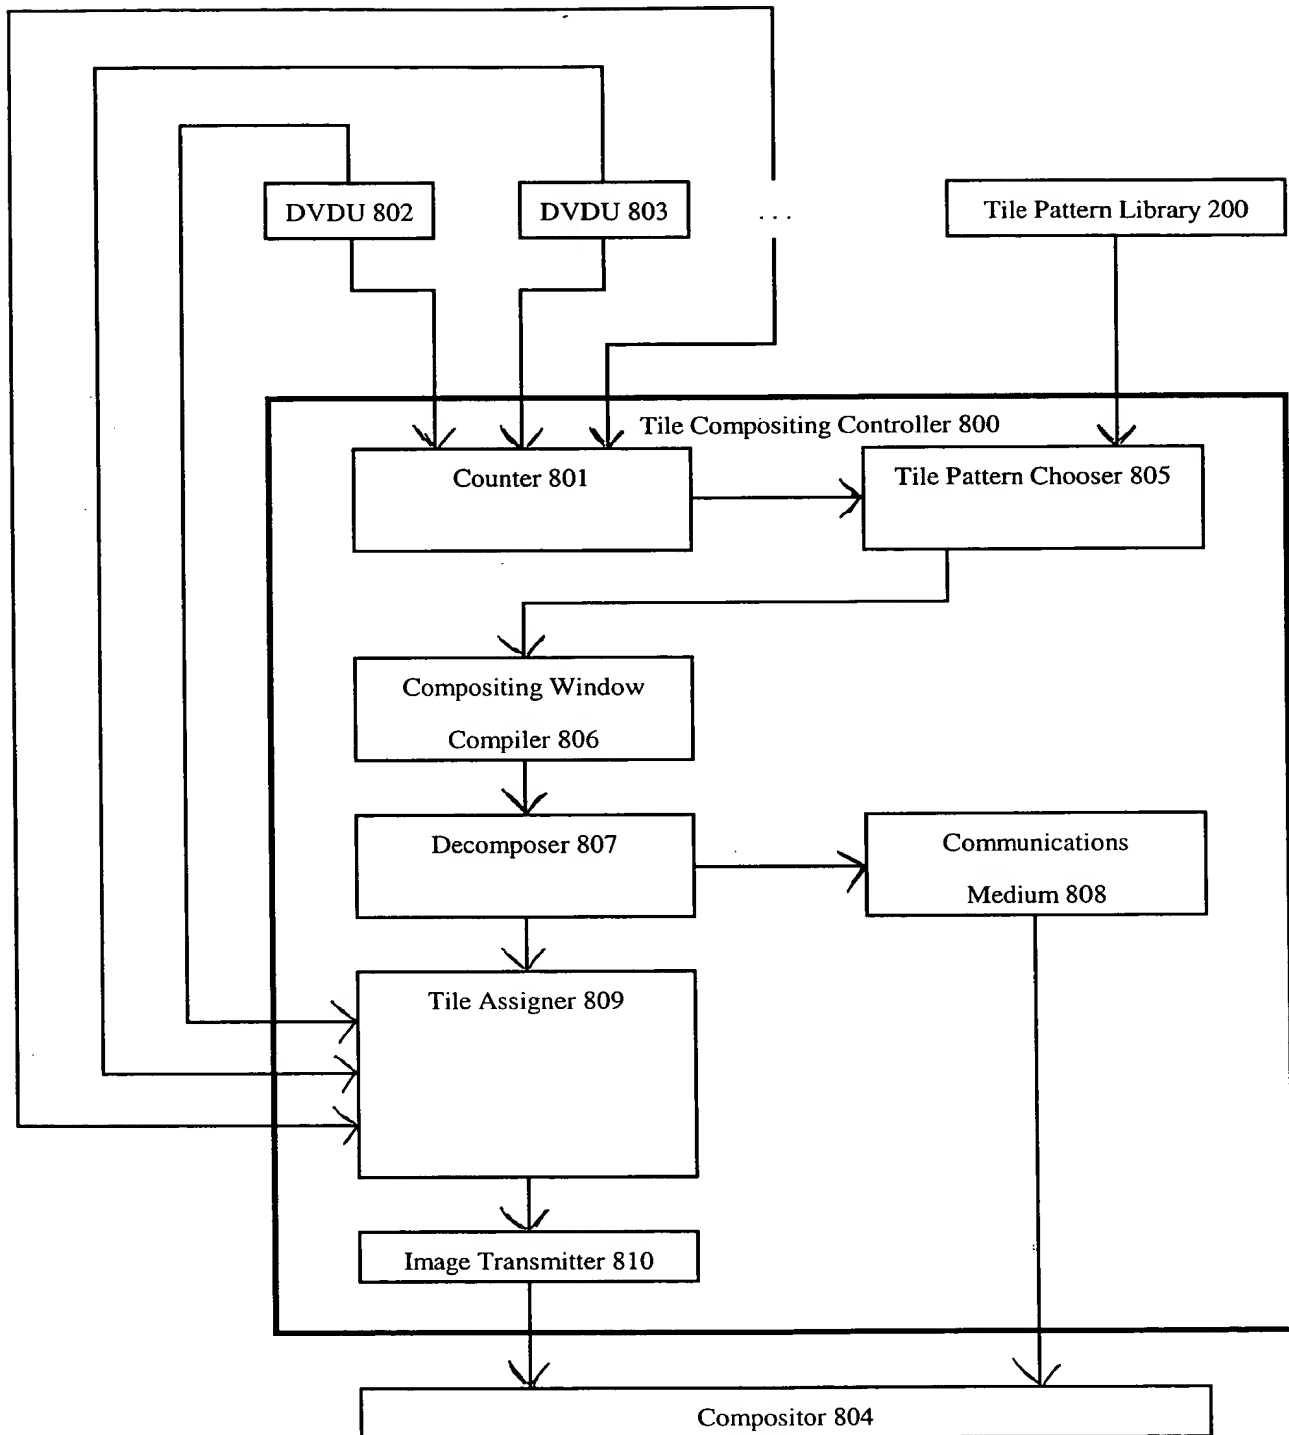 DVDU 802
DVDU 803
...
Tile Pattern Library 200
Tile Compositing Controller 800
Counter 801
Tile Pattern Chooser 805
Compositing Window
Compiler 806
Decomposer 807
Communications
Medium 808
Tile Assigner 809
Image Transmitter 810
Compositor 804